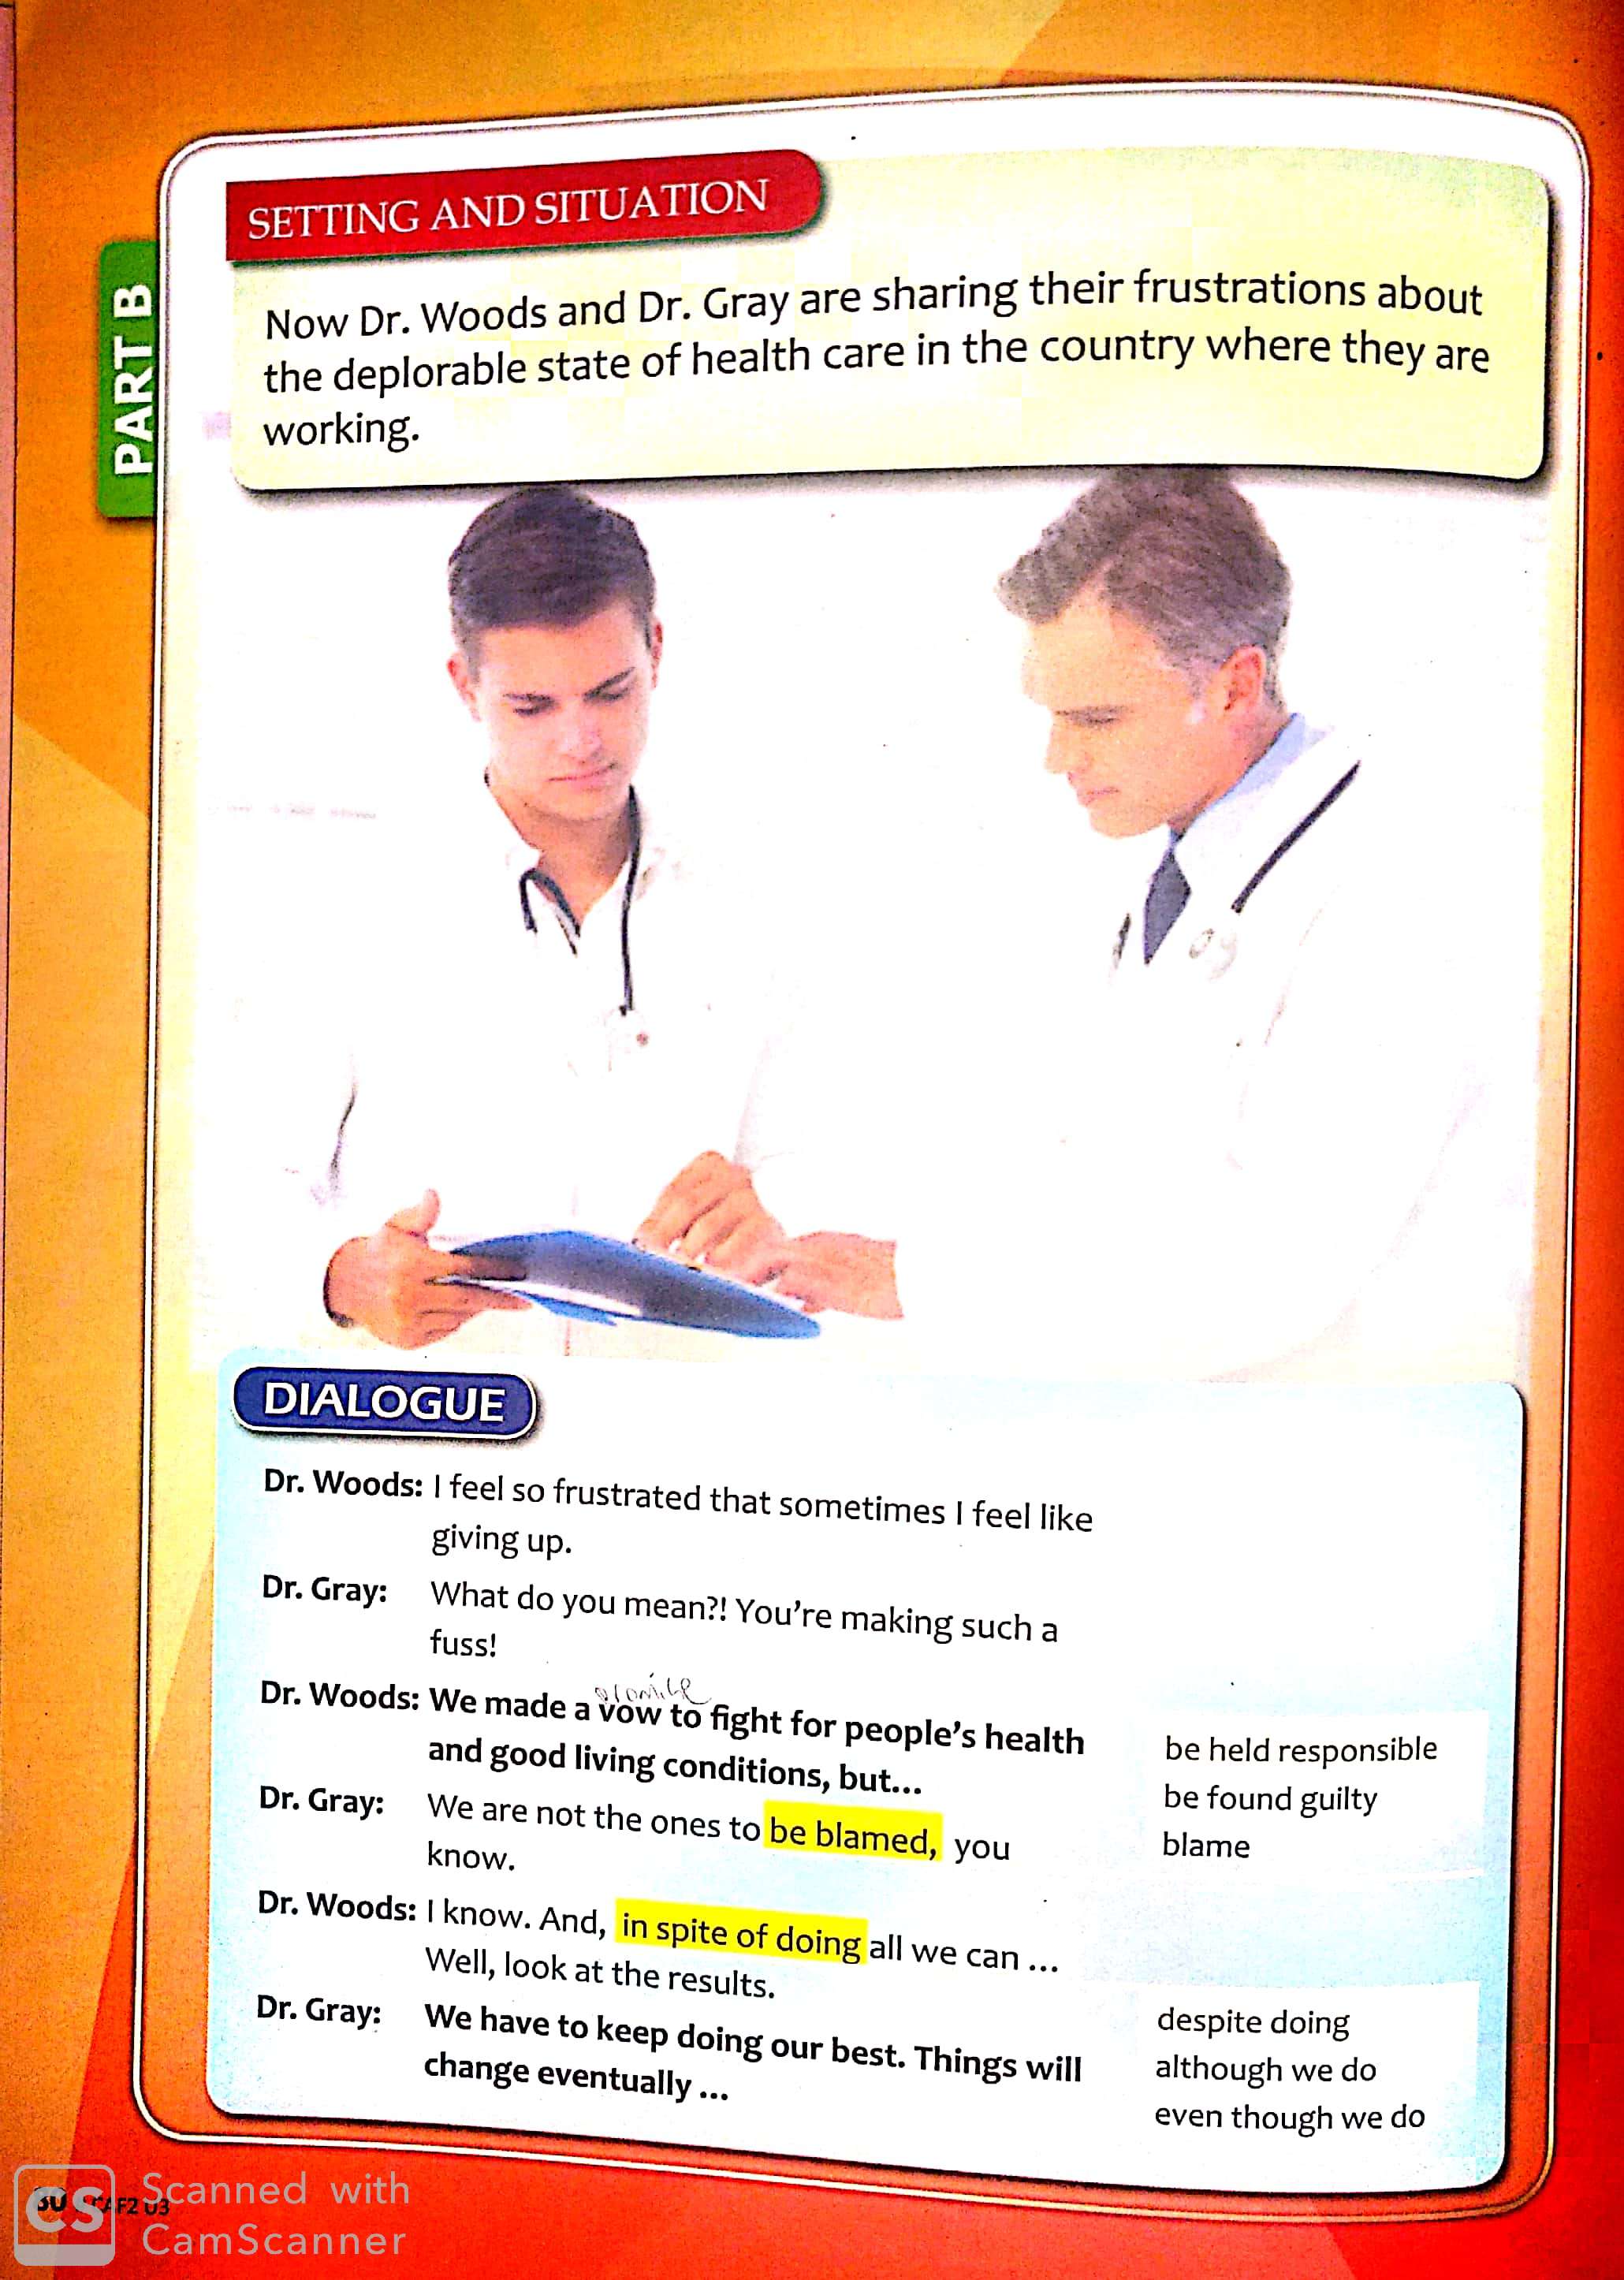 SETTING AND SITUATION
PART B
Now Dr. Woods and Dr. Gray are sharing their frustrations about
the deplorable state of health care in the country where they are
working.
DIALOGUE
Dr. Woods: I feel so frustrated that sometimes I feel like
giving up.
Dr. Gray: What do you mean?! You're making such a
fuss!
promise
Dr. Woods: We made a vow to fight for people's health
and good living conditions, but...
Dr. Gray: We are not the ones to be blamed, you
know.
be held responsible
be found guilty
blame
Dr. Woods: I know. And, in spite of doing all we can ...
Well, look at the results.
Dr. Gray: We have to keep doing our best. Things will
change eventually ...
despite doing
although we do
even though we do
CS
Scanned with
CamScanner